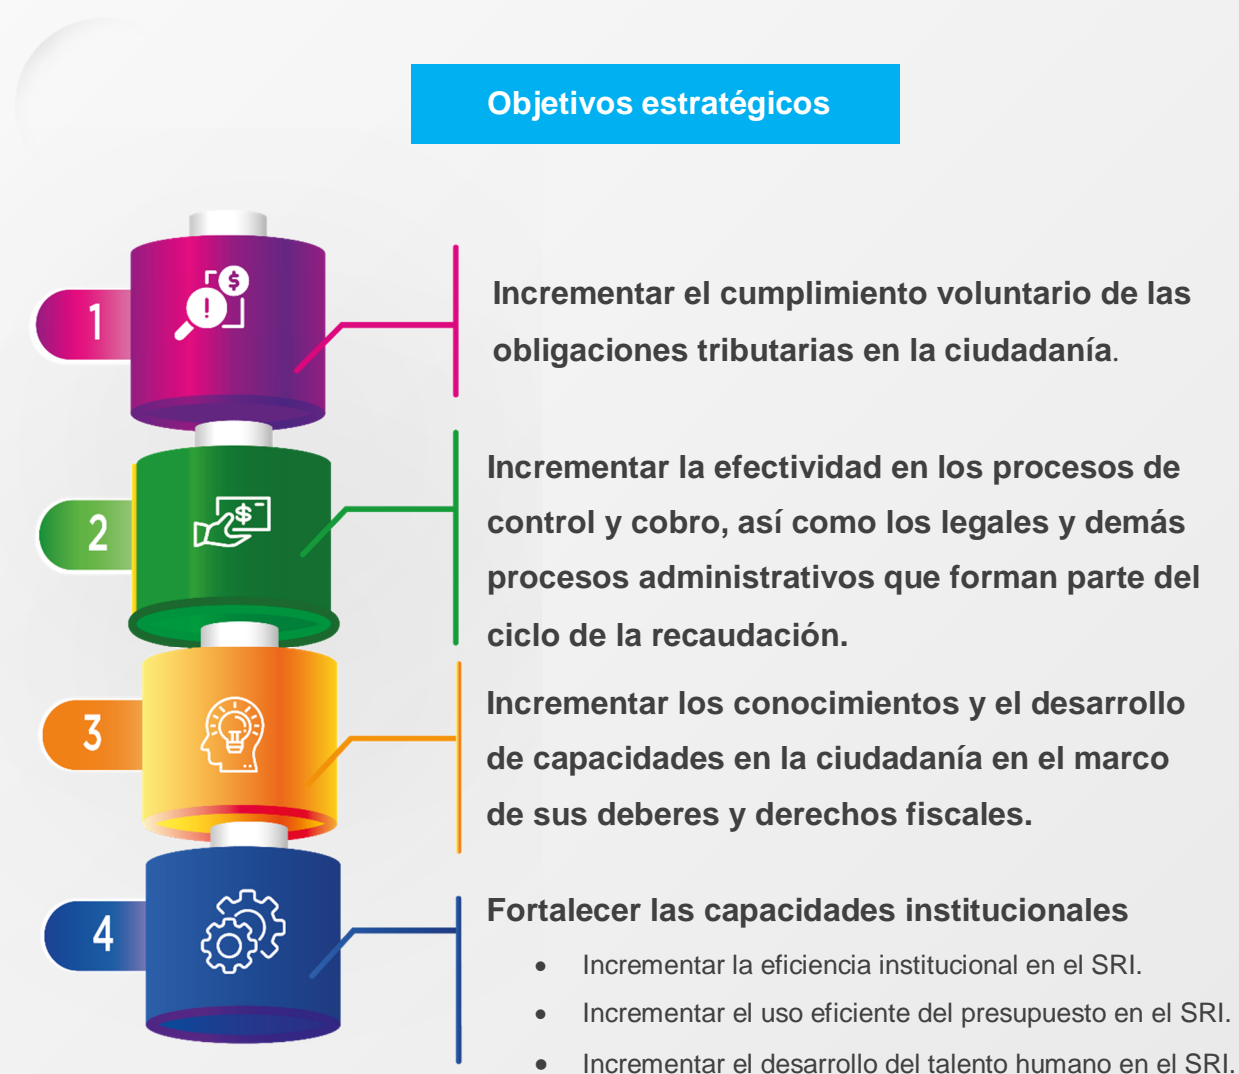 Objetivos estratégicos
1
Incrementar el cumplimiento voluntario de las
obligaciones tributarias en la ciudadanía.
2
Incrementar la efectividad en los procesos de
control y cobro, así como los legales y demás
procesos administrativos que forman parte del
ciclo de la recaudación.
3
Incrementar los conocimientos y el desarrollo
de capacidades en la ciudadanía en el marco
de sus deberes y derechos fiscales.
4
Fortalecer las capacidades institucionales
• Incrementar la eficiencia institucional en el SRI.
• Incrementar el uso eficiente del presupuesto en el SRI.
• Incrementar el desarrollo del talento humano en el SRI.